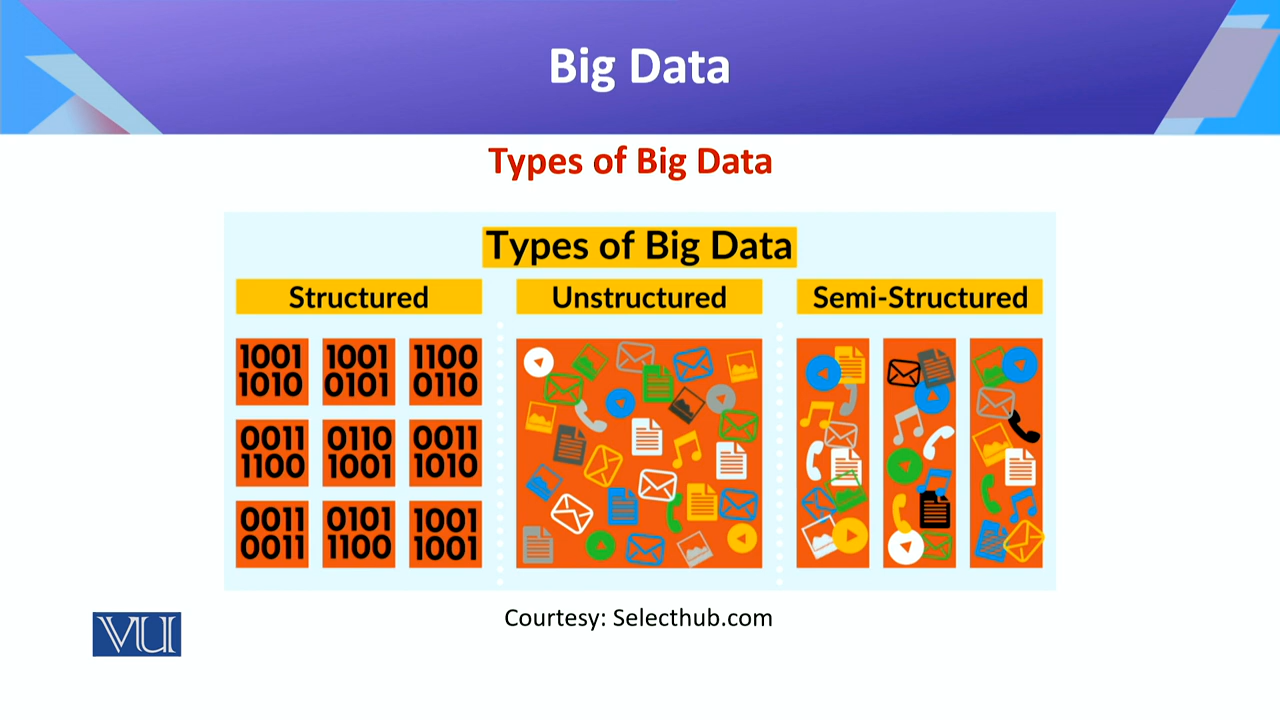 Big Data
Types of Big Data
Types of Big Data
Structured
Unstructured
Semi-Structured
1001
1010
1001
0101
1100
0110
0011
1100
0110
1001
0011
1010
0011
0011
0101
1100
1001
1001
Courtesy: Selecthub.com
VU